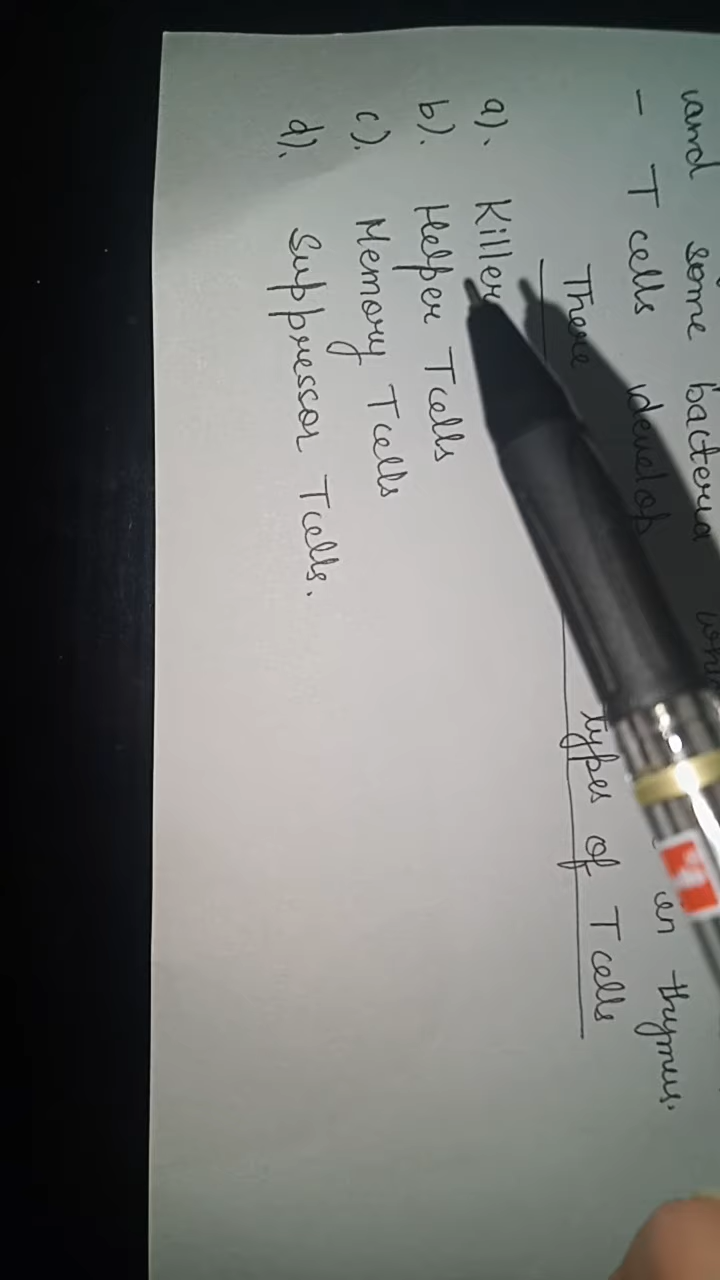 and some bacteria
- T cells develop in thymus.
There types of T cells
a). Killer
b). Helper T cells
c). Memory T cells
d). Suppressor T cells.